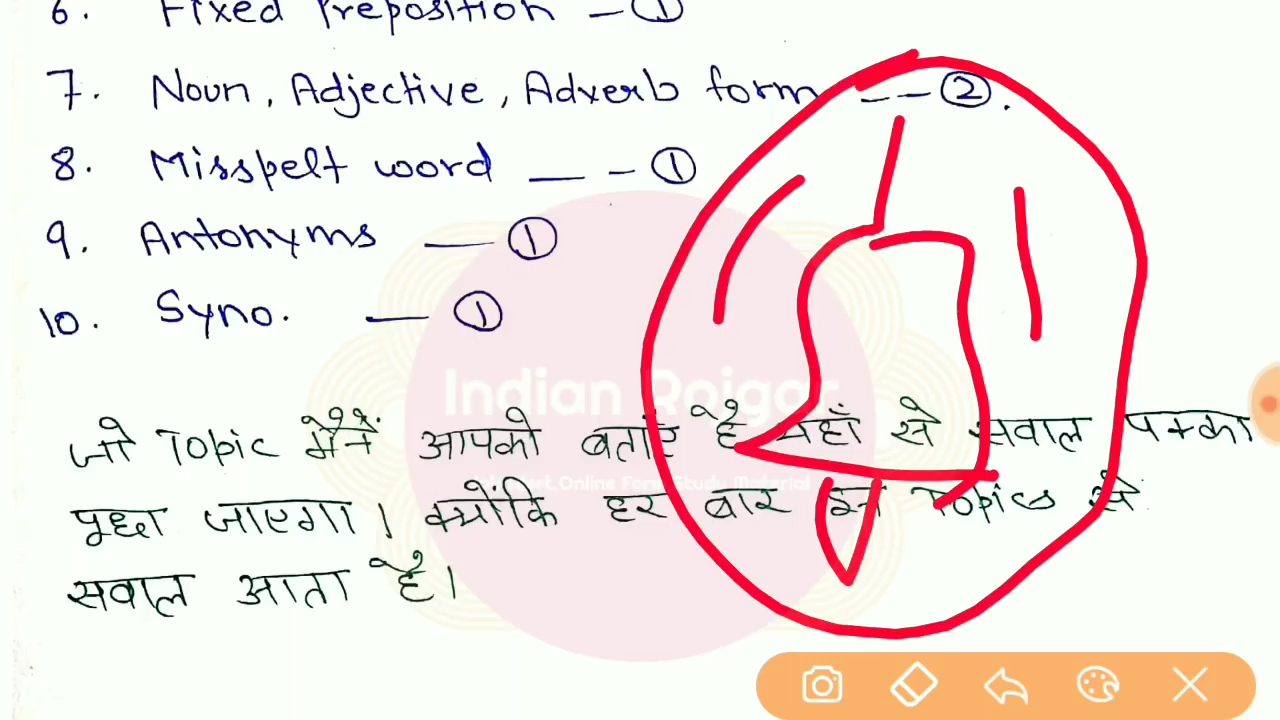 6. Fixed Preposition — ①
7. Noun, Adjective, Adverb form -- ②.
8. Misspelt word — - ①
9. Antonyms — ①
10. Syno. — ①
Indian Rojgar
जो Topic मैनें आपको बताए है यहाँ से सवाल पक्का
पूछा जाएगा। क्योंकि हर बार इन Topics से
सवाल आता है।